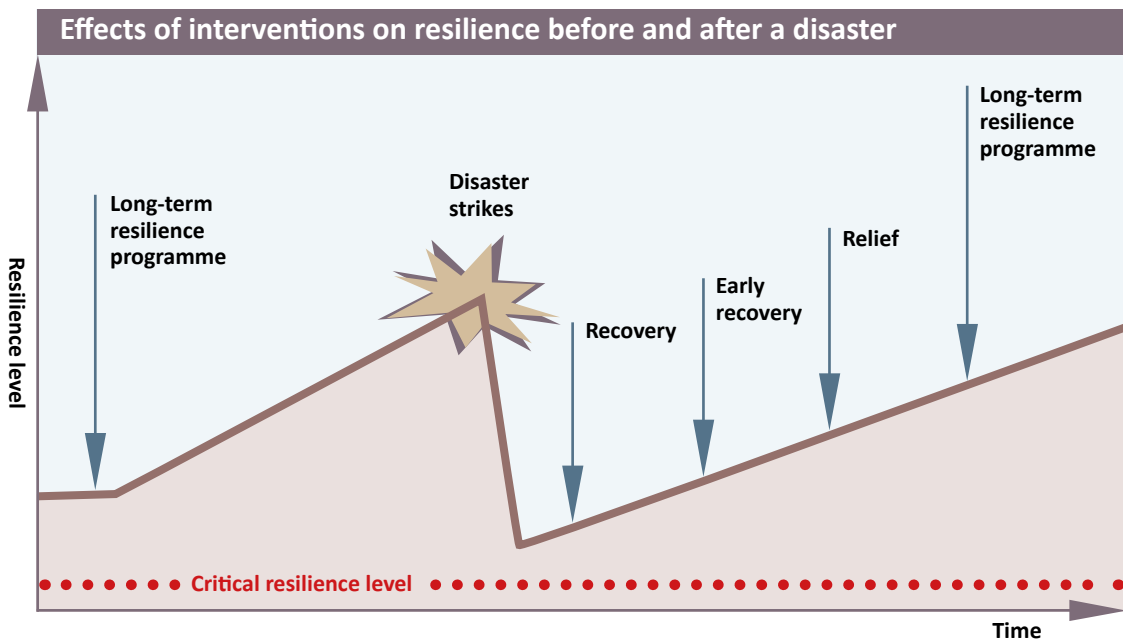 Effects of interventions on resilience before and after a disaster
Long-term
resilience
programme
Disaster
strikes
Recovery
Early
recovery
Relief
Long-term
resilience
programme
Resilience level
Critical resilience level
Time